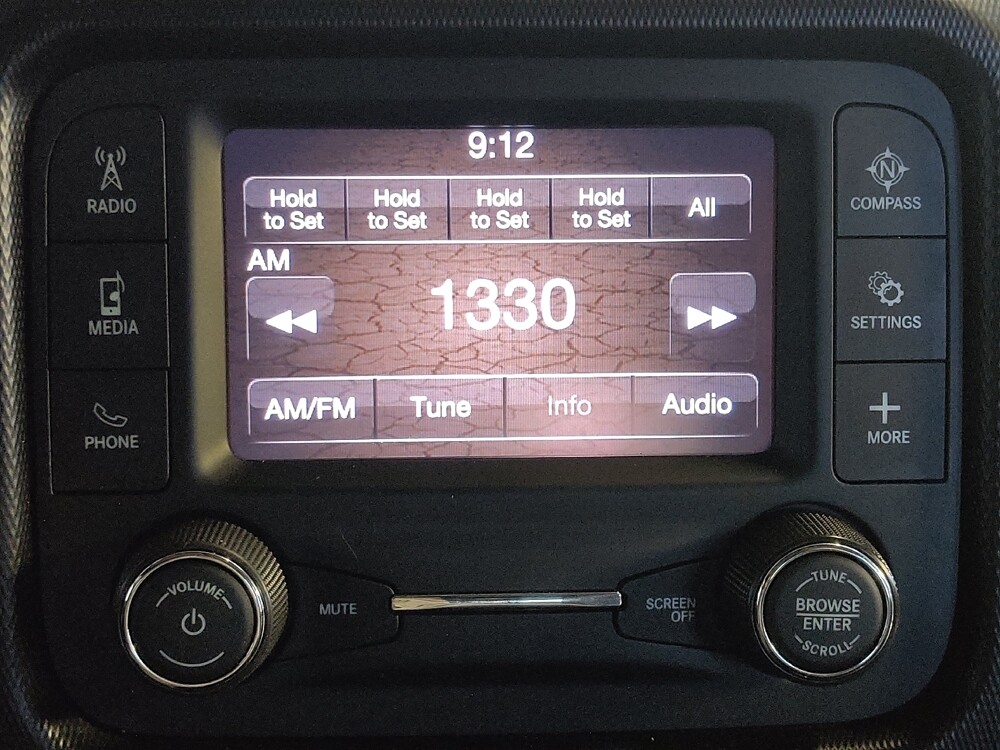 9:12
Hold to Set
Hold to Set
Hold to Set
Hold to Set
All
AM
1330
AM/FM
Tune
Info
Audio
RADIO
MEDIA
PHONE
N
COMPASS
SETTINGS
MORE
VOLUME
MUTE
SCREEN
OFF
TUNE
BROWSE
ENTER
SCROLL